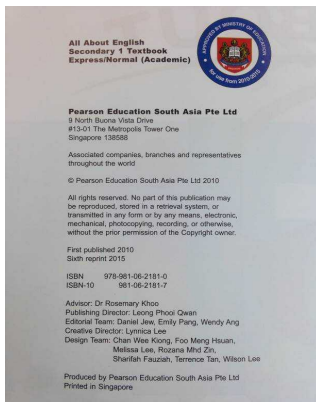 All About English
Secondary 1 Textbook
Express/Normal (Academic)
APPROVED BY MINISTRY OF EDUCATION
for use from 2010-2015
Pearson Education South Asia Pte Ltd
9 North Buona Vista Drive
#13-01 The Metropolis Tower One
Singapore 138588
Associated companies, branches and representatives
throughout the world
© Pearson Education South Asia Pte Ltd 2010
All rights reserved. No part of this publication may
be reproduced, stored in a retrieval system, or
transmitted in any form or by any means, electronic,
mechanical, photocopying, recording, or otherwise,
without the prior permission of the Copyright owner.
First published 2010
Sixth reprint 2015
ISBN 978-981-06-2181-0
ISBN-10 981-06-2181-7
Advisor: Dr Rosemary Khoo
Publishing Director: Leong Phooi Qwan
Editorial Team: Daniel Jew, Emily Pang, Wendy Ang
Creative Director: Lynnica Lee
Design Team: Chan Wee Kiong, Foo Meng Hsuan,
Melissa Lee, Rozana Mhd Zin,
Sharifah Fauziah, Terrence Tan, Wilson Lee
Produced by Pearson Education South Asia Pte Ltd
Printed in Singapore